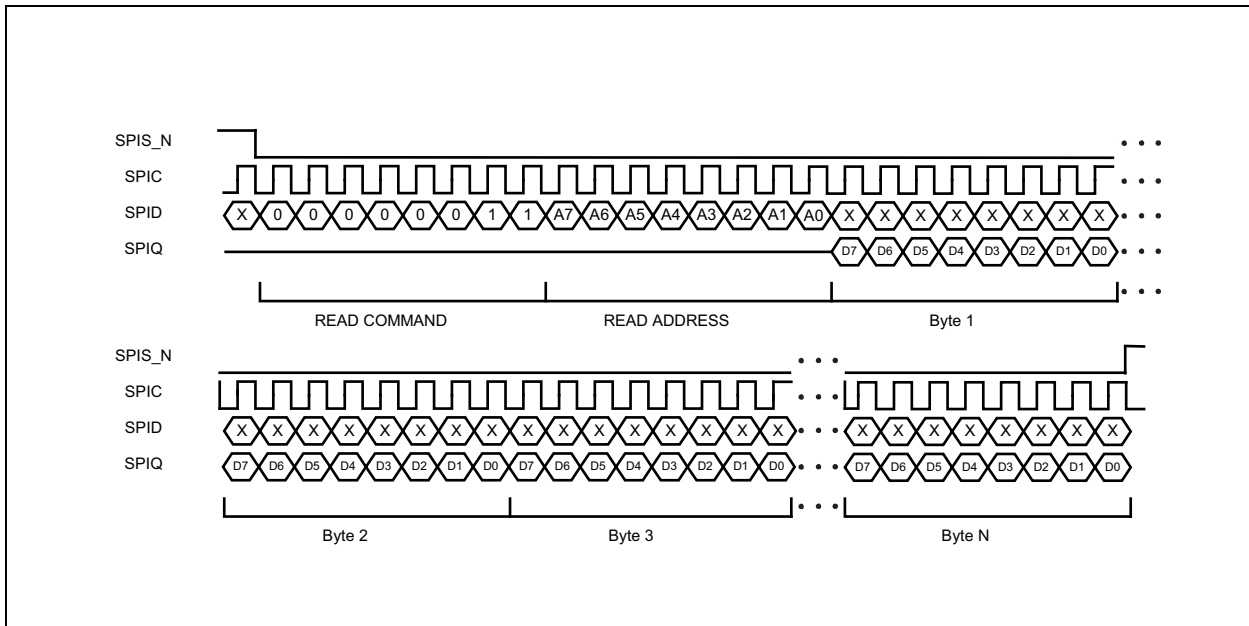 SPIS_N
SPIC
SPID X 0 0 0 0 0 0 1 1 A7 A6 A5 A4 A3 A2 A1 A0 X X X X X X X X
SPIQ D7 D6 D5 D4 D3 D2 D1 D0
READ COMMAND READ ADDRESS Byte 1
SPIS_N
SPIC
SPID X X X X X X X X X X X X X X X X X X X X X X X X
SPIQ D7 D6 D5 D4 D3 D2 D1 D0 D7 D6 D5 D4 D3 D2 D1 D0 D7 D6 D5 D4 D3 D2 D1 D0
Byte 2 Byte 3 Byte N